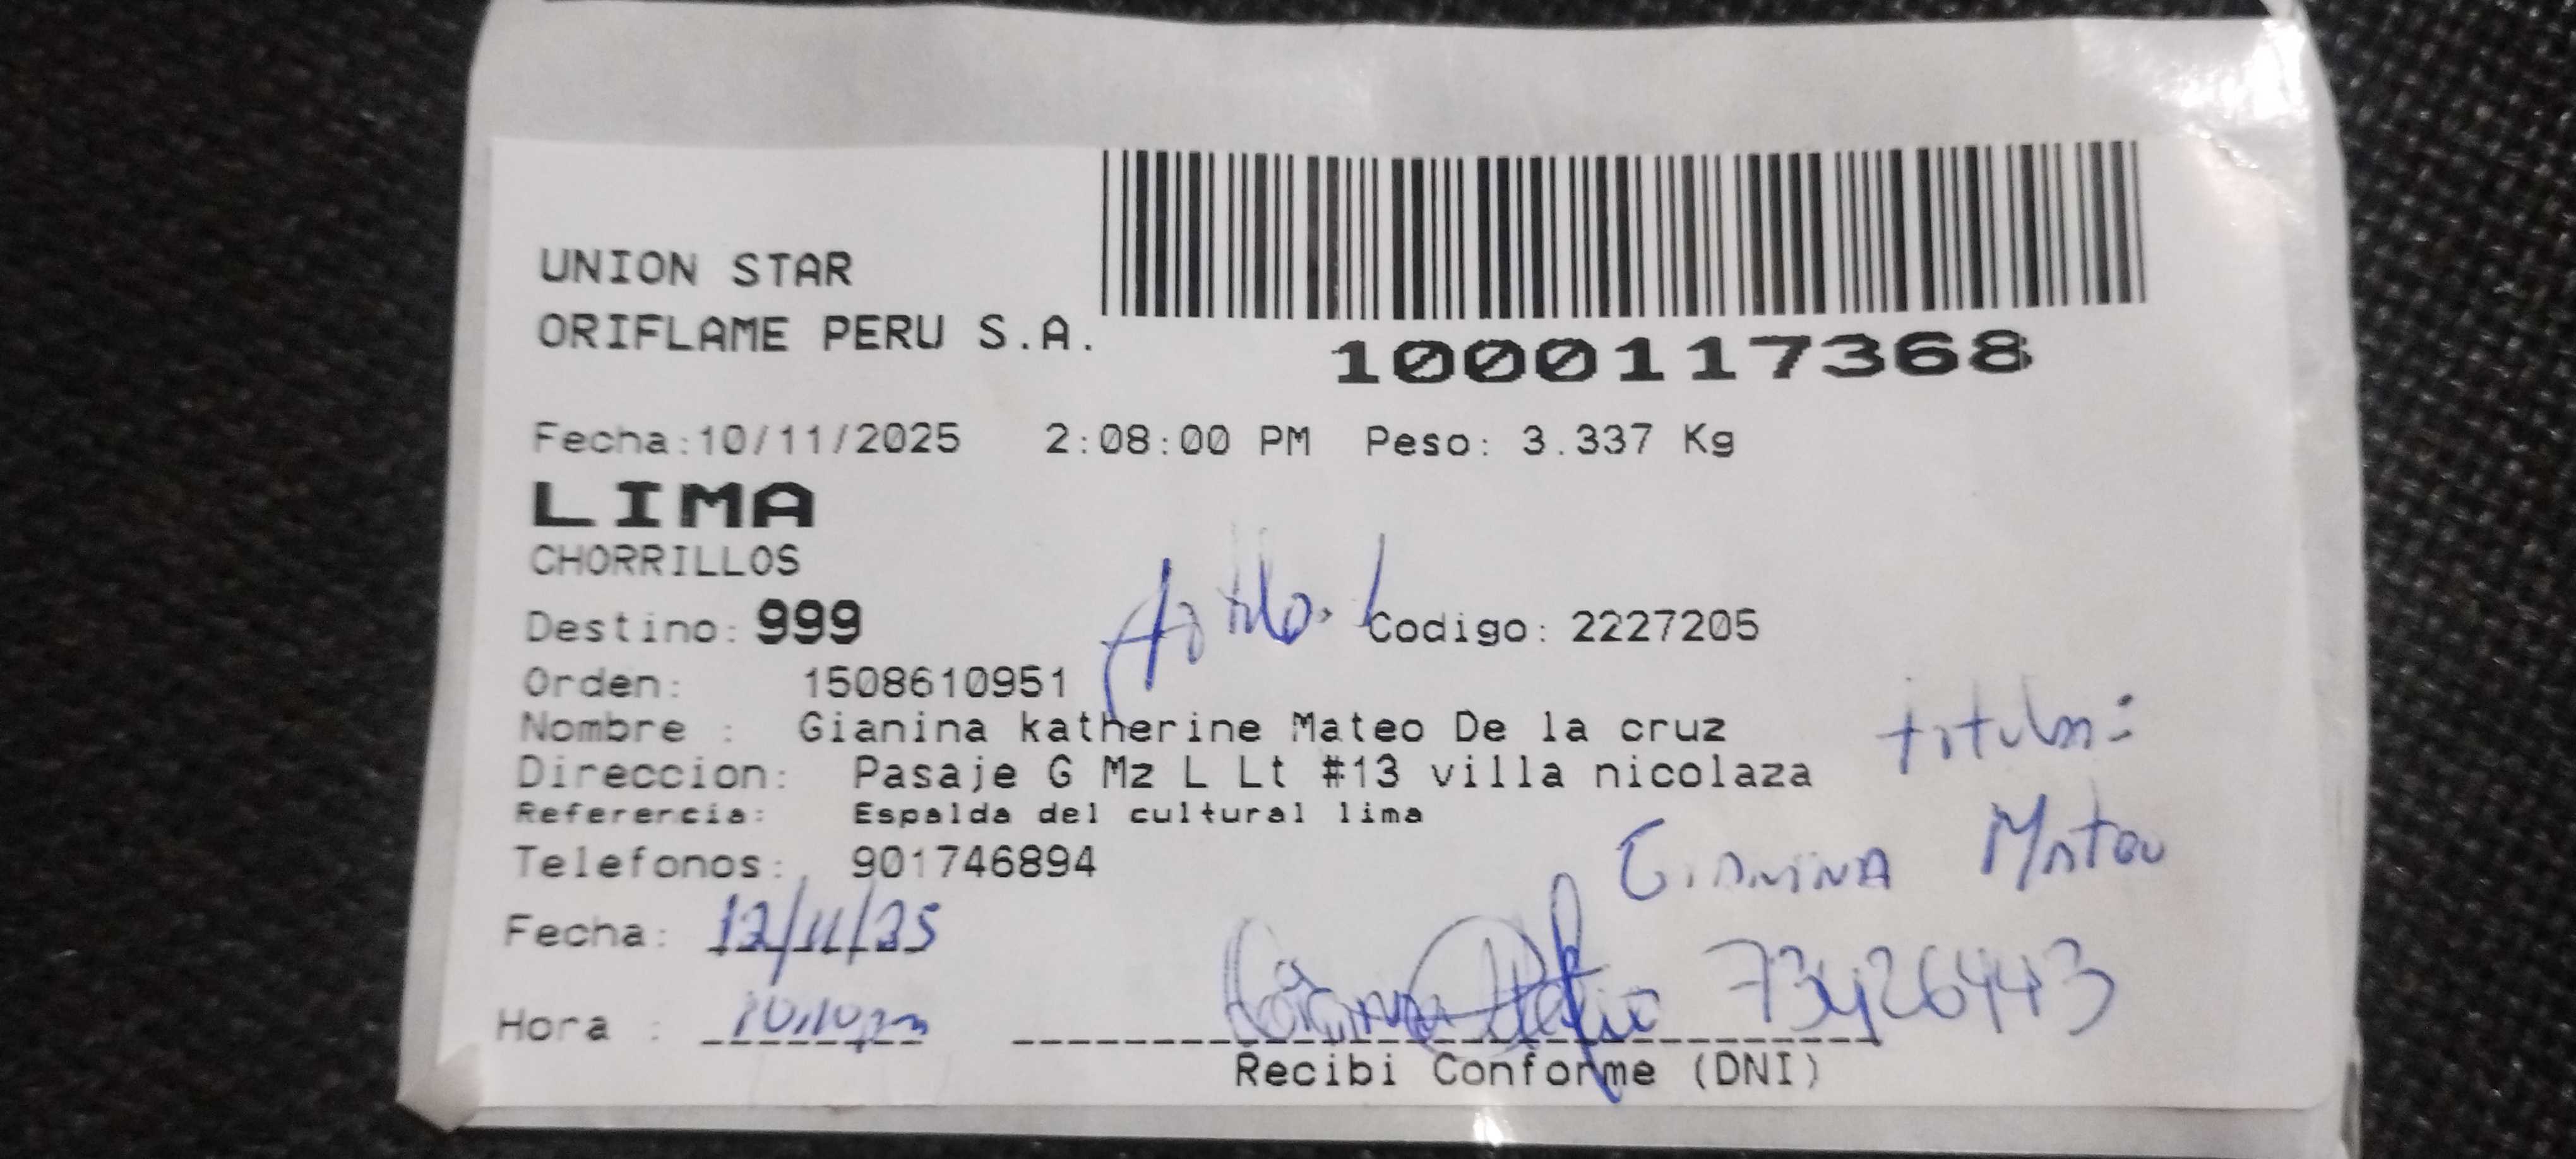 UNION STAR
ORIFLAME PERU S.A.
1000117368
Fecha:10/11/2025 2:08:00 PM Peso: 3.337 Kg
LIMA
CHORRILLOS
Destino: 999 Codigo: 2227205
Orden: 1508610951
Nombre : Gianina katherine Mateo De la cruz
Direccion: Pasaje G Mz L Lt #13 villa nicolaza
Referercia: Espalda del cultural lima
Telefonos: 901746894
titular:
GIANINA Mateo
Fecha: 12/11/25
73426443
Hora :
Recibi Conforme (DNI)